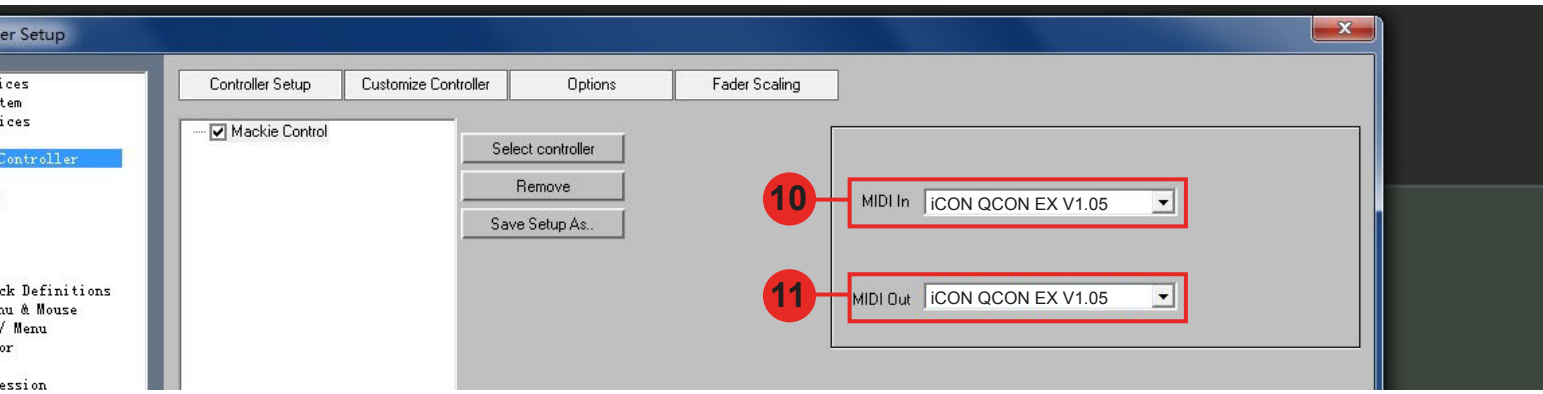 er Setup
ices
tem
ices
Controller
ck Definitions
nu & Mouse
/ Menu
or
ession
Controller Setup
Customize Controller
Options
Fader Scaling
Mackie Control
Select controller
Remove
Save Setup As..
10
MIDI In
iCON QCON EX V1.05
11
MIDI Out
iCON QCON EX V1.05